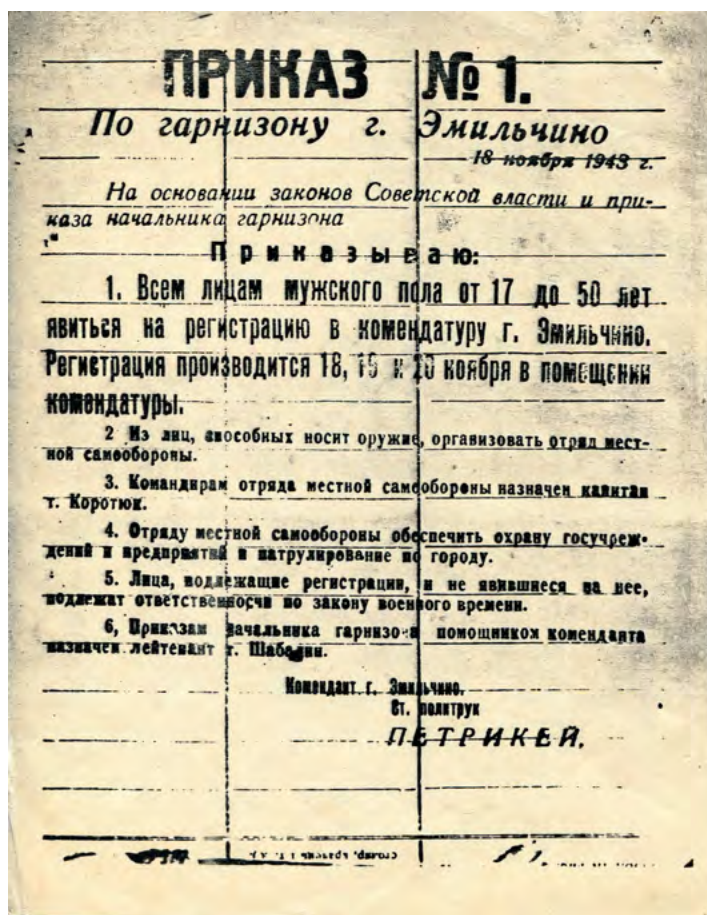 ПРИКАЗ № 1.
По гарнизону г. Эмильчино
18 ноября 1943 г.
На основании законов Советской власти и при-
каза начальника гарнизона
Приказываю:
1. Всем лицам мужского пола от 17 до 50 лет
явиться на регистрацию в комендатуру г. Эмильчино.
Регистрация производится 18, 19 и 20 ноября в помещении
комендатуры.
2 Из лиц, способных носит оружие, организовать отряд мест-
ной самообороны.
3. Командирам отряда местной самообороны назначен капитан
т. Коротюк.
4. Отряду местной самообороны обеспечить охрану госучреж-
дений и предприятий и патрулирование по городу.
5. Лица, подлежащие регистрации, и не явившиеся на нее,
подлежат ответственности по закону военного времени.
6, Приказам начальника гарнизона помощником коменданта
назначен лейтенант т. Шабалин.
Комендант г. Эмильчино.
Ст. политрук
ПЕТРИКЕЙ.